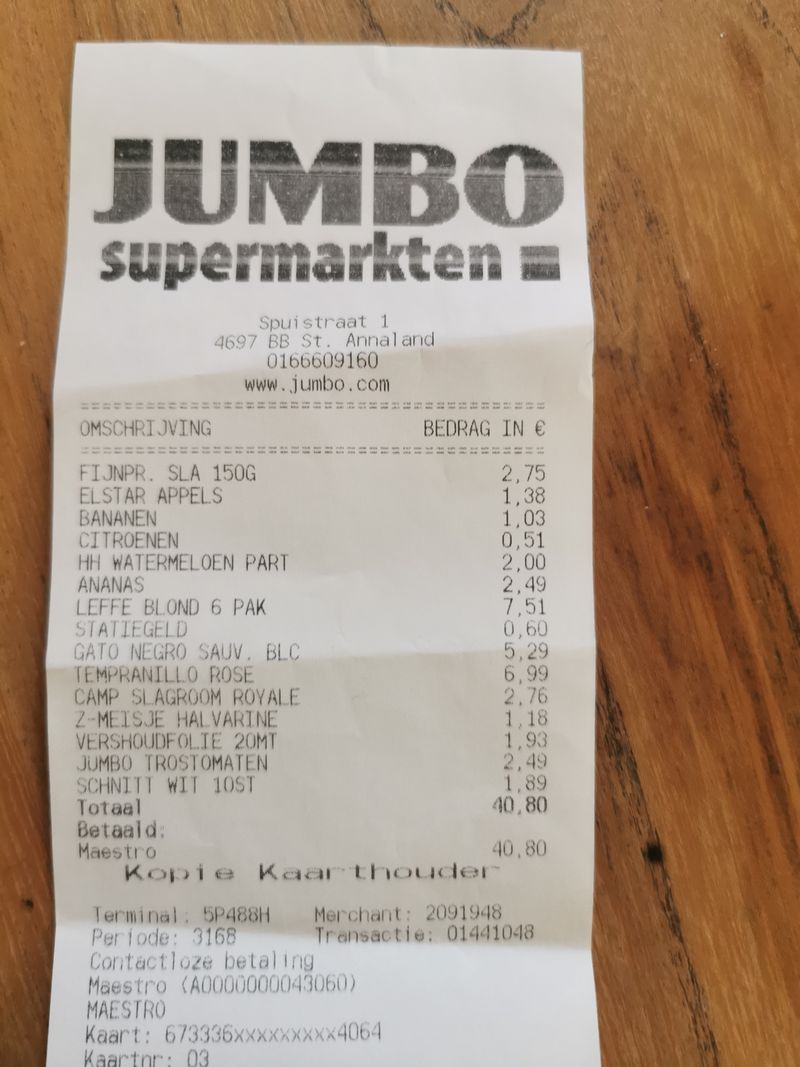 JUMBO
supermarkten
Spuistraat 1
4697 BB St. Annaland
0166609160
www.jumbo.com
================================================
OMSCHRIJVING BEDRAG IN €
================================================
FIJNPR. SLA 150G 2,75
ELSTAR APPELS 1,38
BANANEN 1,03
CITROENEN 0,51
HH WATERMELOEN PART 2,00
ANANAS 2,49
LEFFE BLOND 6 PAK 7,51
STATIEGELD 0,60
GATO NEGRO SAUV. BLC 5,29
TEMPRANILLO ROSE 6,99
CAMP SLAGROOM ROYALE 2,76
Z-MEISJE HALVARINE 1,18
VERSHOUDFOLIE 20MT 1,93
JUMBO TROSTOMATEN 2,49
SCHNITT WIT 10ST 1,89
Totaal 40,80
Betaald:
Maestro 40,80
Kopie Kaarthouder
Terminal: 5P488H Merchant: 2091948
Periode: 3168 Transactie: 01441048
Contactloze betaling
Maestro (A0000000043060)
MAESTRO
Kaart: 673336xxxxxxxxx4064
Kaartnr: 03